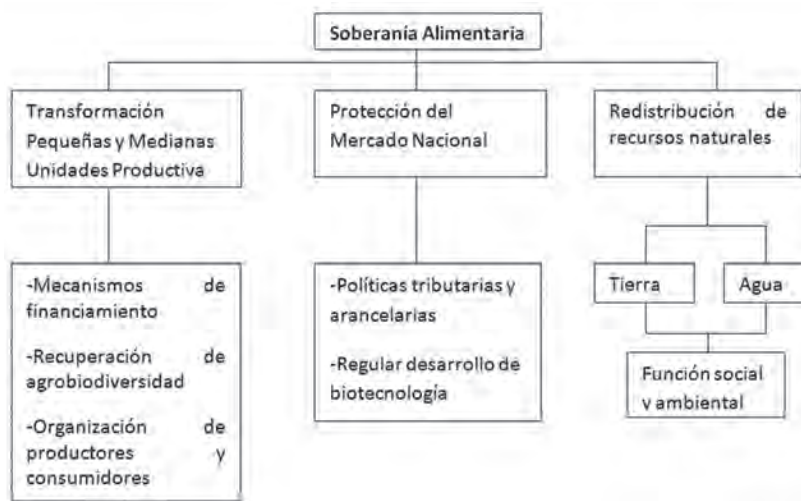 Soberanía Alimentaria
Transformación
Pequeñas y Medianas
Unidades Productiva
Protección del
Mercado Nacional
Redistribución de
recursos naturales
-Mecanismos de
financiamiento
-Recuperación de
agrobiodiversidad
-Organización de
productores y
consumidores
-Políticas tributarias y
arancelarias
-Regular desarrollo de
biotecnología
Tierra
Agua
Función social
y ambiental